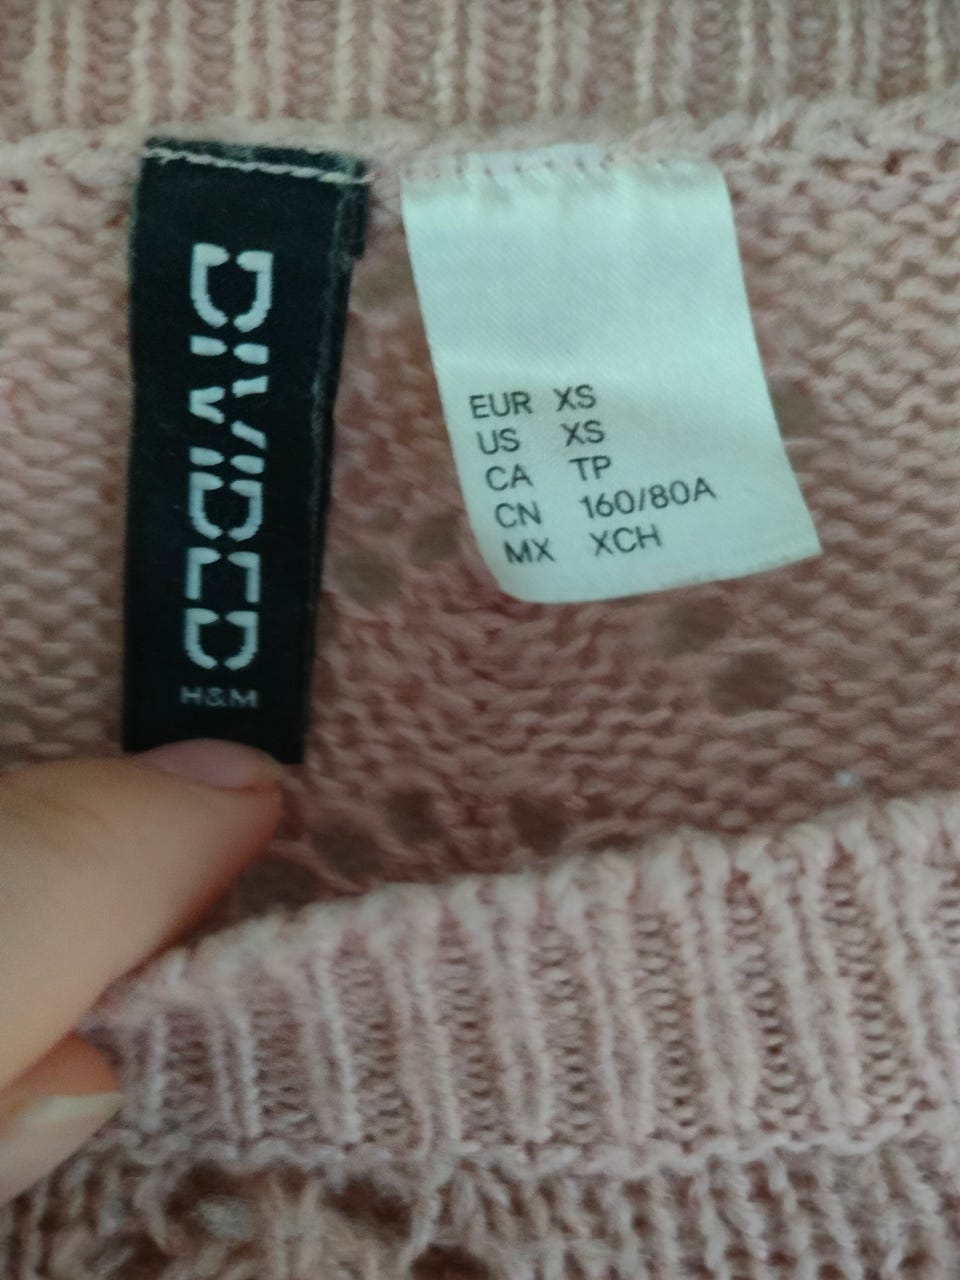 DIVIDED
H&M
EUR XS
US XS
CA TP
CN 160/80A
MX XCH